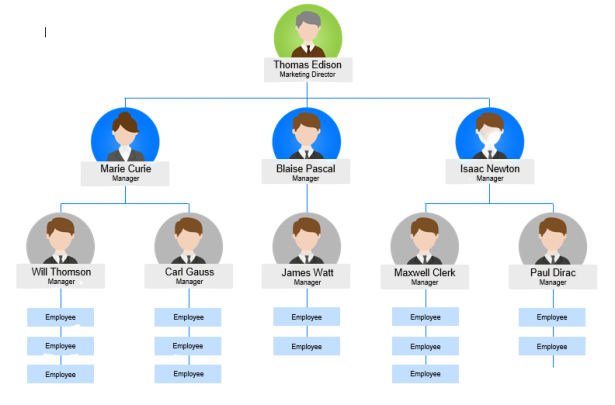 Thomas Edison
Marketing Director
Marie Curie
Manager
Blaise Pascal
Manager
Isaac Newton
Manager
Will Thomson
Manager
Carl Gauss
Manager
James Watt
Manager
Maxwell Clerk
Manager
Paul Dirac
Manager
Employee
Employee
Employee
Employee
Employee
Employee
Employee
Employee
Employee
Employee
Employee
Employee
Employee